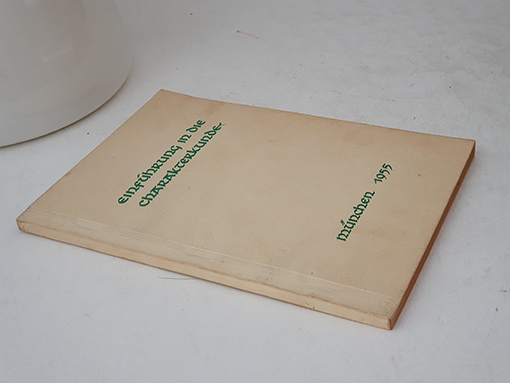 Einführung in die
Charakterkunde
München 1955